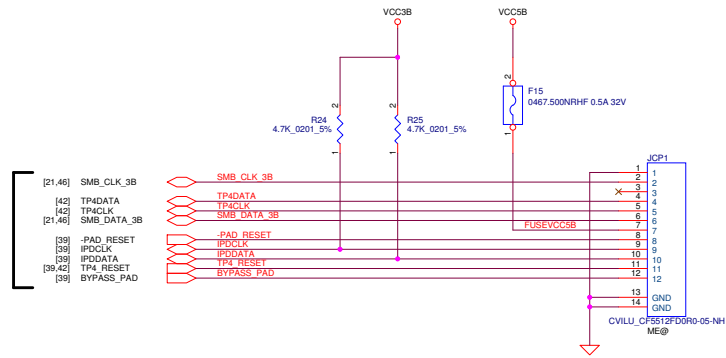 VCC3B VCC5B
2 F15
0467.500NRHF 0.5A 32V
1
2 R24
4.7K_0201_5%
1
2 R25
4.7K_0201_5%
1
JCP1
[21,46] SMB_CLK_3B SMB_CLK_3B
[42] TP4DATA TP4DATA
[42] TP4CLK TP4CLK
[21,46] SMB_DATA_3B SMB_DATA_3B
FUSEVCC5B
[39] -PAD_RESET -PAD_RESET
[39] IPDCLK IPDCLK
[39] IPDDATA IPDDATA
[39,42] TP4_RESET TP4_RESET
[39] BYPASS_PAD BYPASS_PAD
1 1
2 2
3 3
4 4
5 5
6 6
7 7
8 8
9 9
10 10
11 11
12 12
13 GND
14 GND
CVILU_CF5512FD0R0-05-NH
ME@